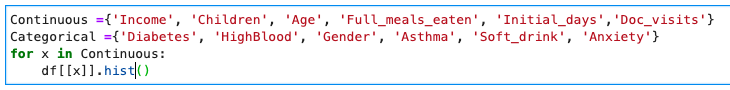 Continuous ={'Income', 'Children', 'Age', 'Full_meals_eaten', 'Initial_days','Doc_visits'}
Categorical ={'Diabetes', 'HighBlood', 'Gender', 'Asthma', 'Soft_drink', 'Anxiety'}
for x in Continuous:
    df[[x]].hist()